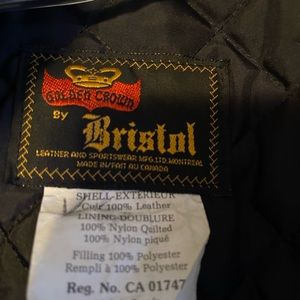 GOLDEN CROWN
BY
Bristol
LEATHER AND SPORTSWEAR MFG. LTD. MONTREAL
MADE IN/FAIT AU CANADA
SHELL-EXTERIEUR
Cuir 100% Leather
LINING-DOUBLURE
100% Nylon Quilted
100% Nylon piqué
Filling 100% Polyester
Rempli à 100% Polyester
Reg. No. CA 01747